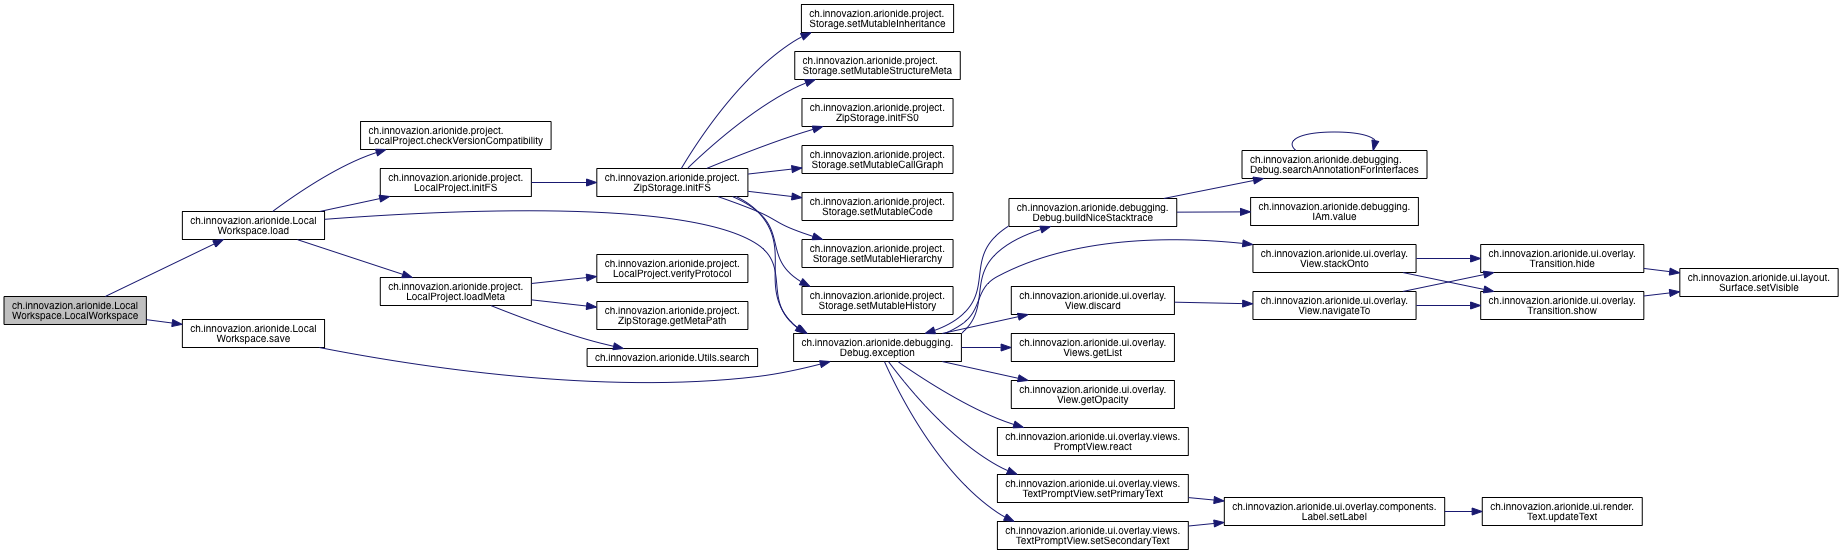 ch.innovazion.arionide.Local
Workspace.LocalWorkspace
ch.innovazion.arionide.Local
Workspace.load
ch.innovazion.arionide.Local
Workspace.save
ch.innovazion.arionide.project.
LocalProject.checkVersionCompatibility
ch.innovazion.arionide.project.
LocalProject.initFS
ch.innovazion.arionide.project.
LocalProject.loadMeta
ch.innovazion.arionide.project.
ZipStorage.initFS
ch.innovazion.arionide.project.
LocalProject.verifyProtocol
ch.innovazion.arionide.project.
ZipStorage.getMetaPath
ch.innovazion.arionide.Utils.search
ch.innovazion.arionide.project.
Storage.setMutableInheritance
ch.innovazion.arionide.project.
Storage.setMutableStructureMeta
ch.innovazion.arionide.project.
ZipStorage.initFS0
ch.innovazion.arionide.project.
Storage.setMutableCallGraph
ch.innovazion.arionide.project.
Storage.setMutableCode
ch.innovazion.arionide.project.
Storage.setMutableHierarchy
ch.innovazion.arionide.project.
Storage.setMutableHistory
ch.innovazion.arionide.debugging.
Debug.exception
ch.innovazion.arionide.debugging.
Debug.buildNiceStacktrace
ch.innovazion.arionide.ui.overlay.
View.discard
ch.innovazion.arionide.ui.overlay.
Views.getList
ch.innovazion.arionide.ui.overlay.
View.getOpacity
ch.innovazion.arionide.ui.overlay.views.
PromptView.react
ch.innovazion.arionide.ui.overlay.views.
TextPromptView.setPrimaryText
ch.innovazion.arionide.ui.overlay.views.
TextPromptView.setSecondaryText
ch.innovazion.arionide.debugging.
Debug.searchAnnotationForInterfaces
ch.innovazion.arionide.debugging.
IAm.value
ch.innovazion.arionide.ui.overlay.
View.stackOnto
ch.innovazion.arionide.ui.overlay.
View.navigateTo
ch.innovazion.arionide.ui.overlay.components.
Label.setLabel
ch.innovazion.arionide.ui.overlay.
Transition.hide
ch.innovazion.arionide.ui.overlay.
Transition.show
ch.innovazion.arionide.ui.render.
Text.updateText
ch.innovazion.arionide.ui.layout.
Surface.setVisible